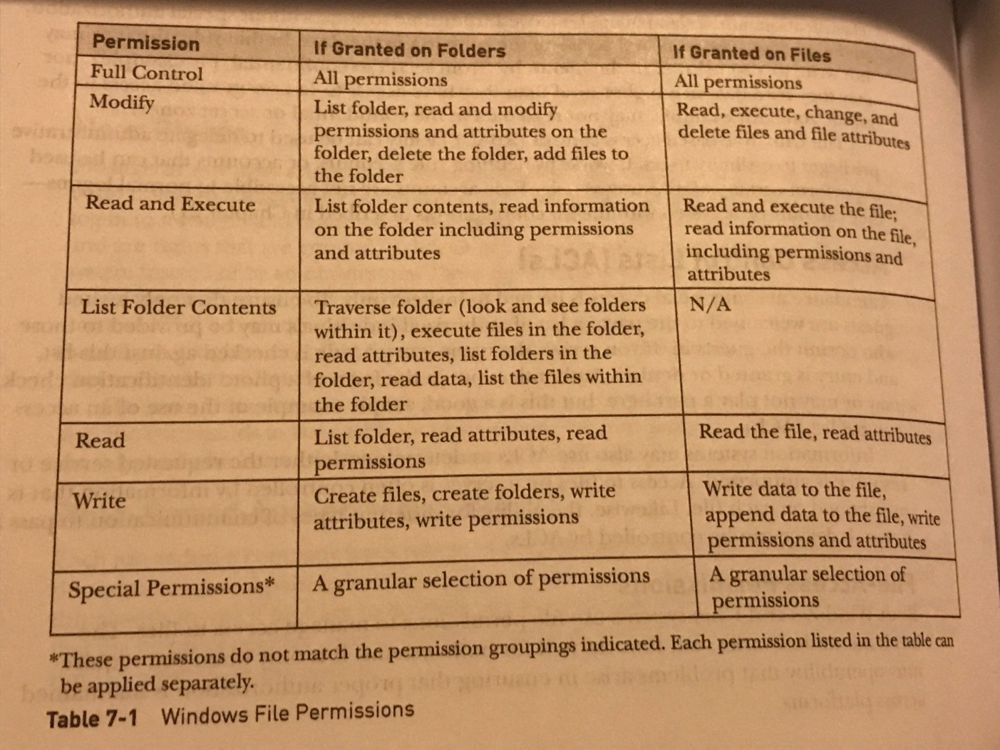 Permission If Granted on Folders If Granted on Files
Full Control All permissions All permissions
Modify
List folder, read and modify
permissions and attributes on the
folder, delete the folder, add files to
the folder
Read, execute, change, and
delete files and file attributes
Read and Execute
List folder contents, read information
on the folder including permissions
and attributes
Read and execute the file;
read information on the file,
including permissions and
attributes
List Folder Contents
Traverse folder (look and see folders
within it), execute files in the folder,
read attributes, list folders in the
folder, read data, list the files within
the folder
N/A
Read
List folder, read attributes, read
permissions
Read the file, read attributes
Write
Create files, create folders, write
attributes, write permissions
Write data to the file,
append data to the file, write
permissions and attributes
Special Permissions*
A granular selection of permissions
A granular selection of
permissions
*These permissions do not match the permission groupings indicated. Each permission listed in the table can
be applied separately.
Table 7-1 Windows File Permissions